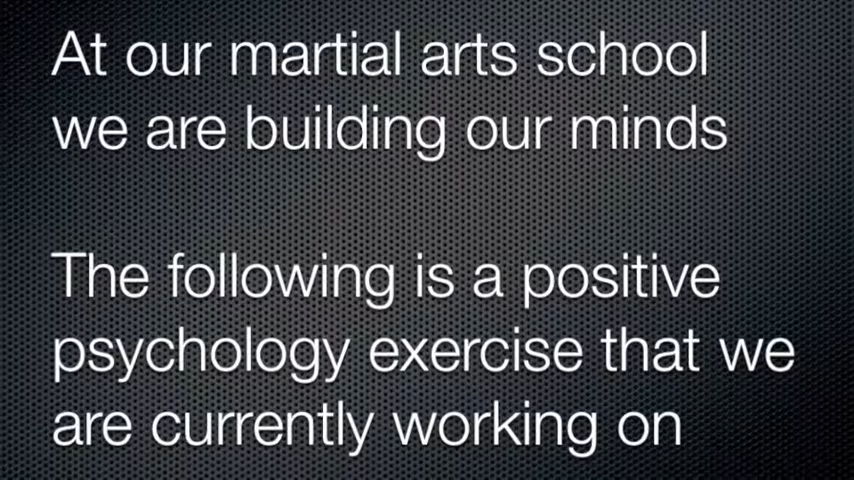 At our martial arts school
we are building our minds
The following is a positive
psychology exercise that we
are currently working on